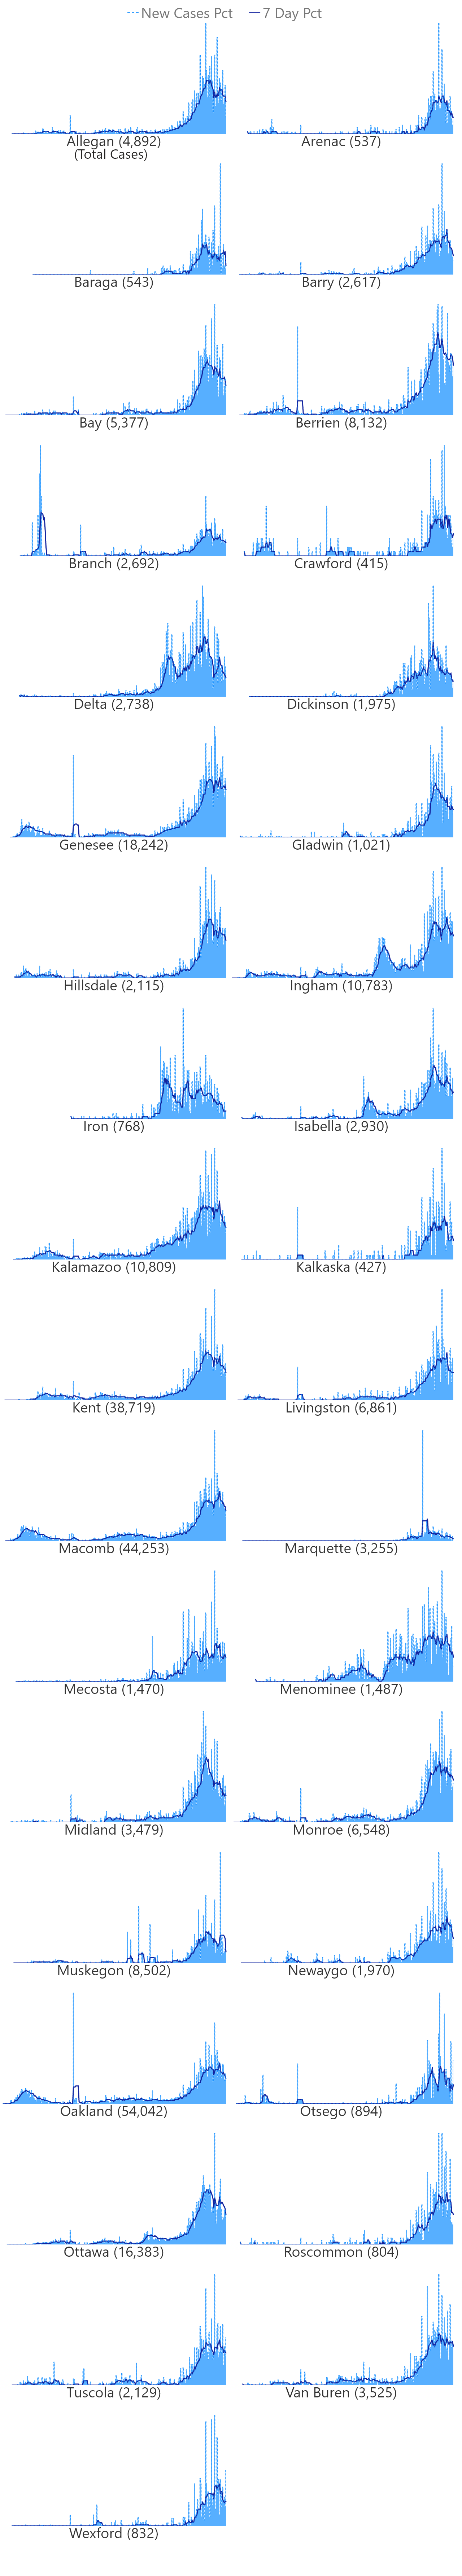 New Cases Pct 7 Day Pct
Allegan (4,892) Arenac (537)
(Total Cases)
Baraga (543) Barry (2,617)
Bay (5,377) Berrien (8,132)
Branch (2,692) Crawford (415)
Delta (2,738) Dickinson (1,975)
Genesee (18,242) Gladwin (1,021)
Hillsdale (2,115) Ingham (10,783)
Iron (768) Isabella (2,930)
Kalamazoo (10,809) Kalkaska (427)
Kent (38,719) Livingston (6,861)
Macomb (44,253) Marquette (3,255)
Mecosta (1,470) Menominee (1,487)
Midland (3,479) Monroe (6,548)
Muskegon (8,502) Newaygo (1,970)
Oakland (54,042) Otsego (894)
Ottawa (16,383) Roscommon (804)
Tuscola (2,129) Van Buren (3,525)
Wexford (832)